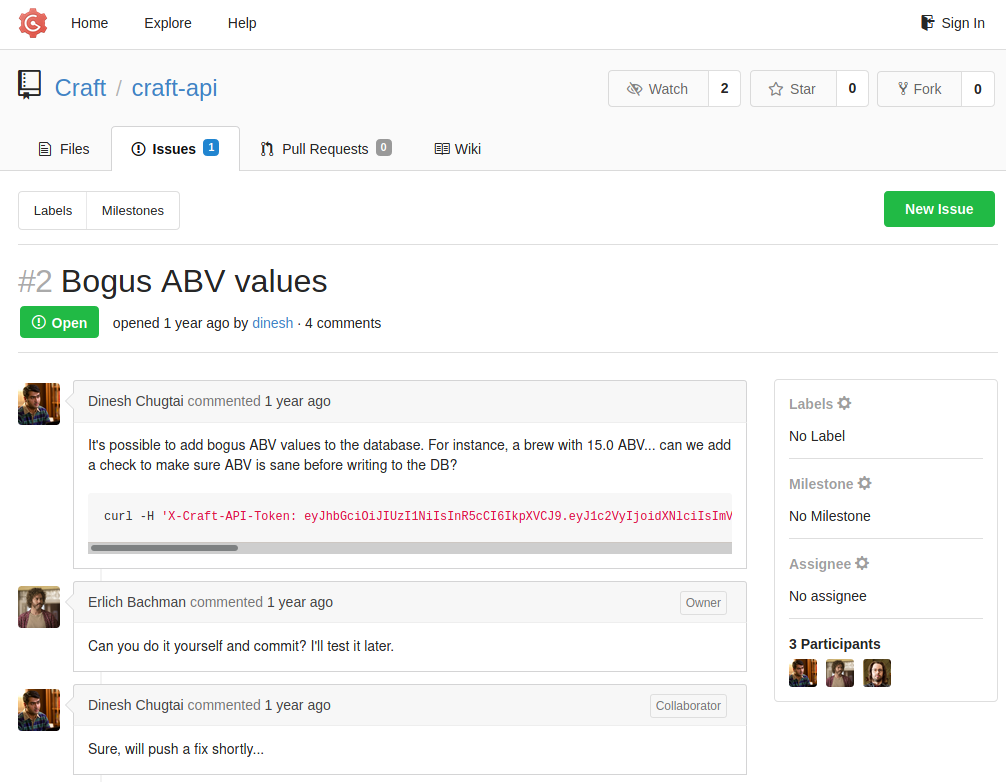 Home Explore Help Sign In
Craft / craft-api
Watch 2 Star 0 Fork 0
Files Issues 1 Pull Requests 0 Wiki
Labels Milestones New Issue
#2 Bogus ABV values
Open opened 1 year ago by dinesh · 4 comments
Dinesh Chugtai commented 1 year ago
It's possible to add bogus ABV values to the database. For instance, a brew with 15.0 ABV... can we add
a check to make sure ABV is sane before writing to the DB?
curl -H 'X-Craft-API-Token: eyJhbGciOiJIUzI1NiIsInR5cCI6IkpXVCJ9.eyJ1c2VyIjoidXNlciIsImV
Erlich Bachman commented 1 year ago Owner
Can you do it yourself and commit? I'll test it later.
Dinesh Chugtai commented 1 year ago Collaborator
Sure, will push a fix shortly...
Labels
No Label
Milestone
No Milestone
Assignee
No assignee
3 Participants